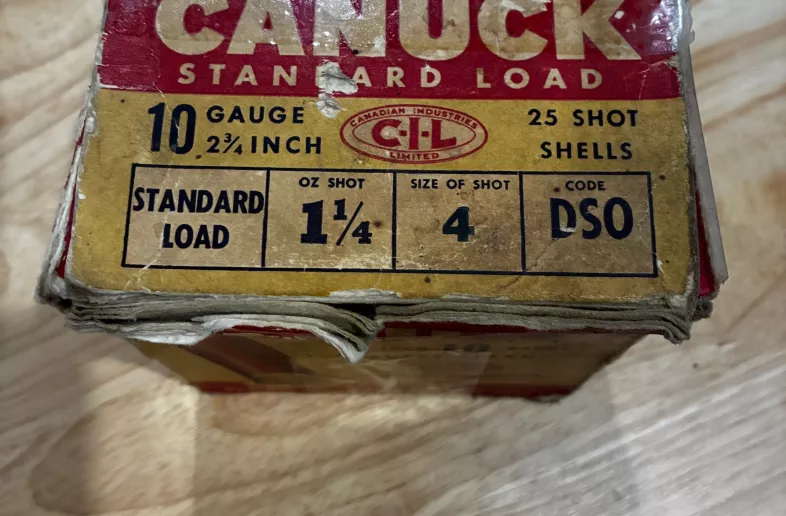 CANUCK
STANDARD LOAD
10 GAUGE
2¾ INCH
CANADIAN INDUSTRIES
C-I-L
LIMITED
25 SHOT
SHELLS
STANDARD
LOAD
OZ SHOT
1¼
SIZE OF SHOT
4
CODE
DSO